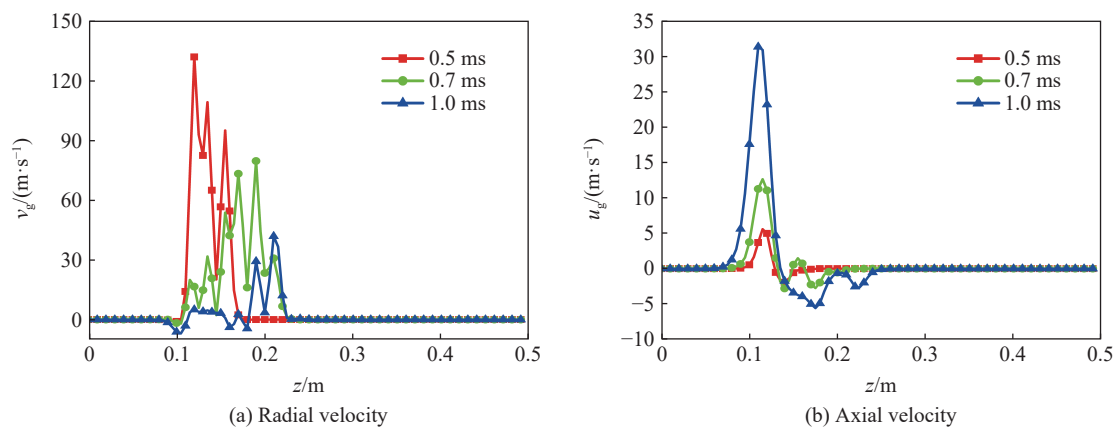 150
120
90
60
30
0
v_g/(m·s⁻¹)
0.5 ms
0.7 ms
1.0 ms
0 0.1 0.2 0.3 0.4 0.5
z/m
(a) Radial velocity
35
30
25
20
15
10
5
0
−5
−10
u_g/(m·s⁻¹)
0.5 ms
0.7 ms
1.0 ms
0 0.1 0.2 0.3 0.4 0.5
z/m
(b) Axial velocity